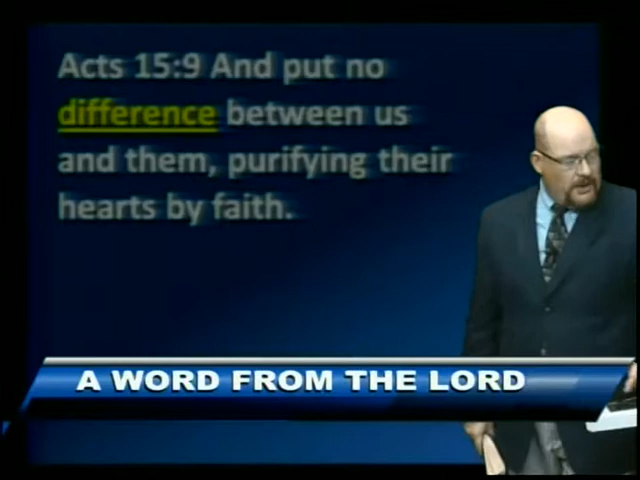 Acts 15:9 And put no
difference between us
and them, purifying their
hearts by faith.
A WORD FROM THE LORD